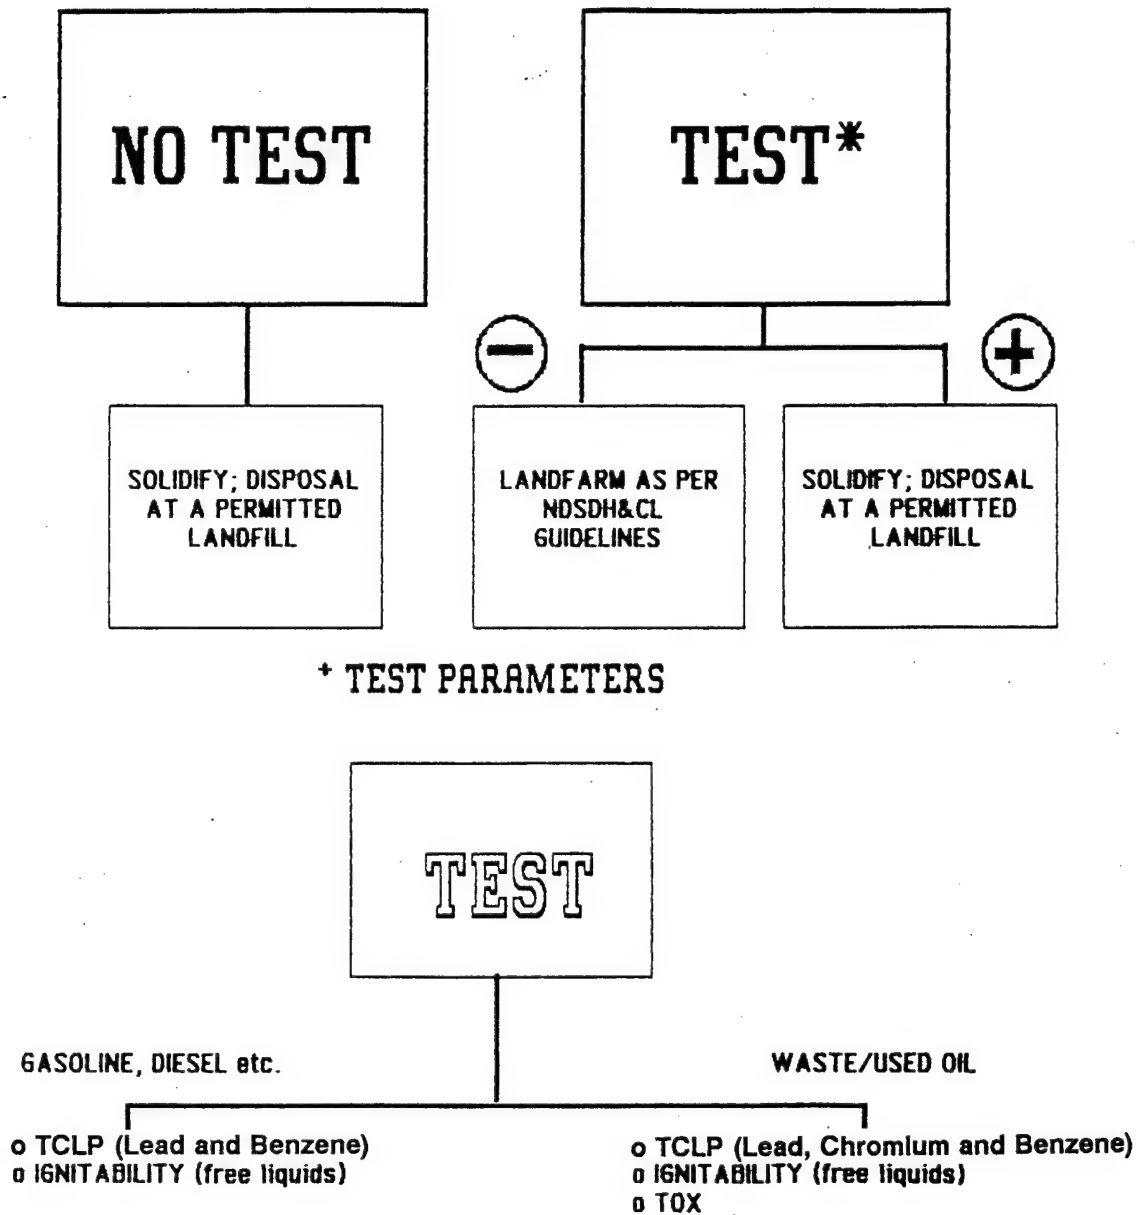 NO TEST
TEST*
−
+
SOLIDIFY; DISPOSAL
AT A PERMITTED
LANDFILL
LANDFARM AS PER
NDSDH&CL
GUIDELINES
SOLIDIFY; DISPOSAL
AT A PERMITTED
LANDFILL
+ TEST PARAMETERS
TEST
GASOLINE, DIESEL etc.
WASTE/USED OIL
o TCLP (Lead and Benzene)
o IGNITABILITY (free liquids)
o TCLP (Lead, Chromium and Benzene)
o IGNITABILITY (free liquids)
o TOX